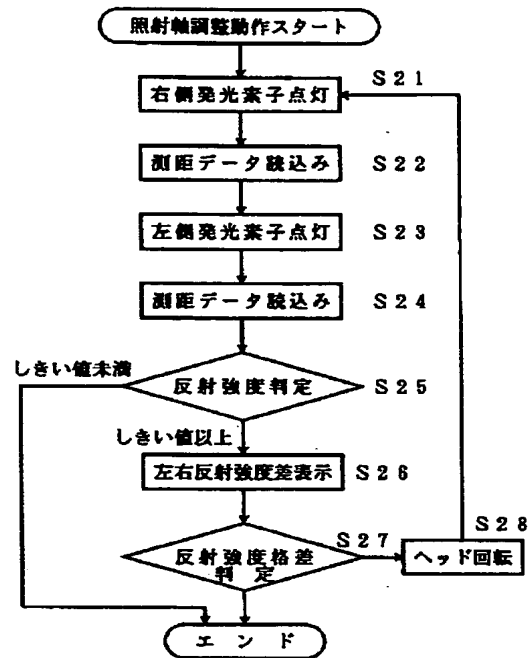 照射軸調整動作スタート
右側発光素子点灯
S21
測距データ読込み
S22
左側発光素子点灯
S23
測距データ読込み
S24
しきい値未満
反射強度判定
S25
しきい値以上
左右反射強度差表示
S26
反射強度格差
判定
S27
ヘッド回転
S28
エンド